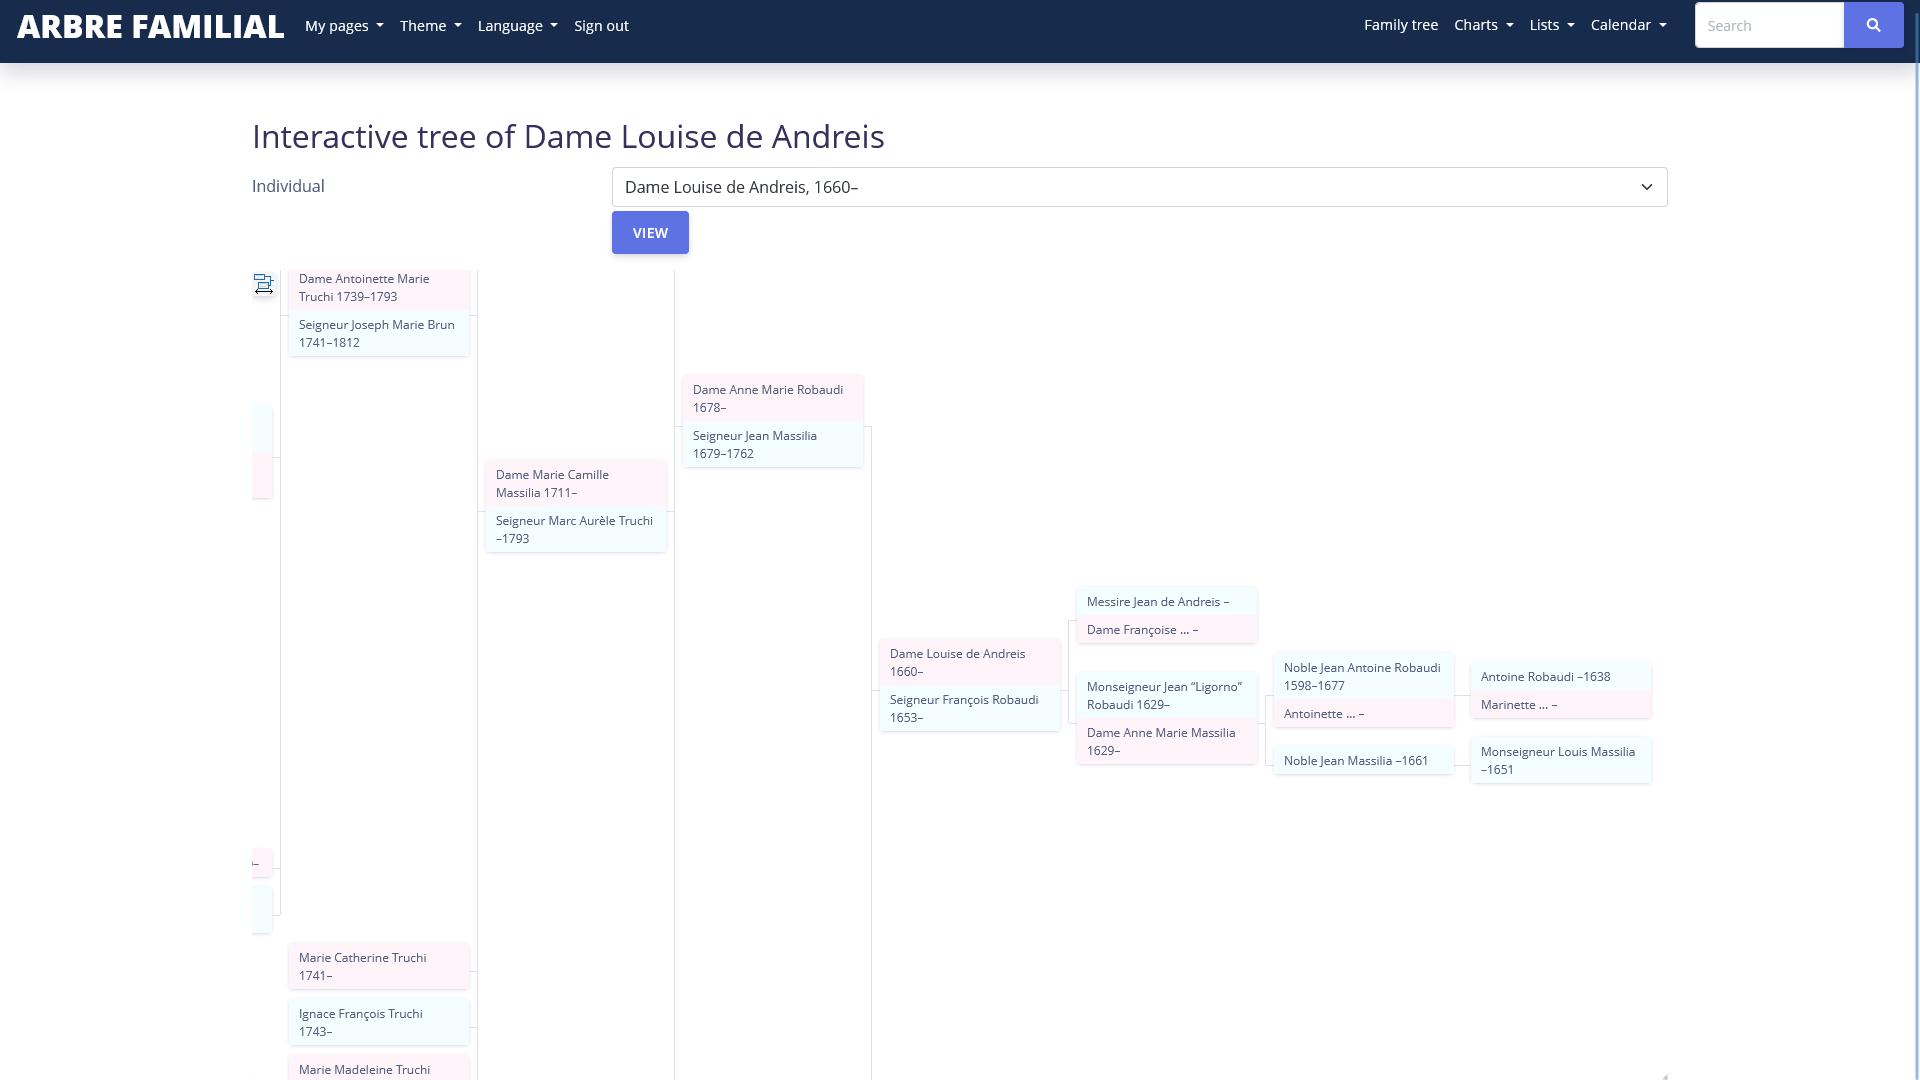 ARBRE FAMILIAL
My pages
Theme
Language
Sign out
Family tree
Charts
Lists
Calendar
Search
Interactive tree of Dame Louise de Andreis
Individual
Dame Louise de Andreis, 1660–
VIEW
Dame Antoinette Marie
Truchi 1739–1793
Seigneur Joseph Marie Brun
1741–1812
Dame Anne Marie Robaudi
1678–
Seigneur Jean Massilia
1679–1762
Dame Marie Camille
Massilia 1711–
Seigneur Marc Aurèle Truchi
–1793
Messire Jean de Andreis –
Dame Françoise ... –
Dame Louise de Andreis
1660–
Seigneur François Robaudi
1653–
Monseigneur Jean “Ligorno”
Robaudi 1629–
Dame Anne Marie Massilia
1629–
Noble Jean Antoine Robaudi
1598–1677
Antoinette ... –
Noble Jean Massilia –1661
Antoine Robaudi –1638
Marinette ... –
Monseigneur Louis Massilia
–1651
Marie Catherine Truchi
1741–
Ignace François Truchi
1743–
Marie Madeleine Truchi